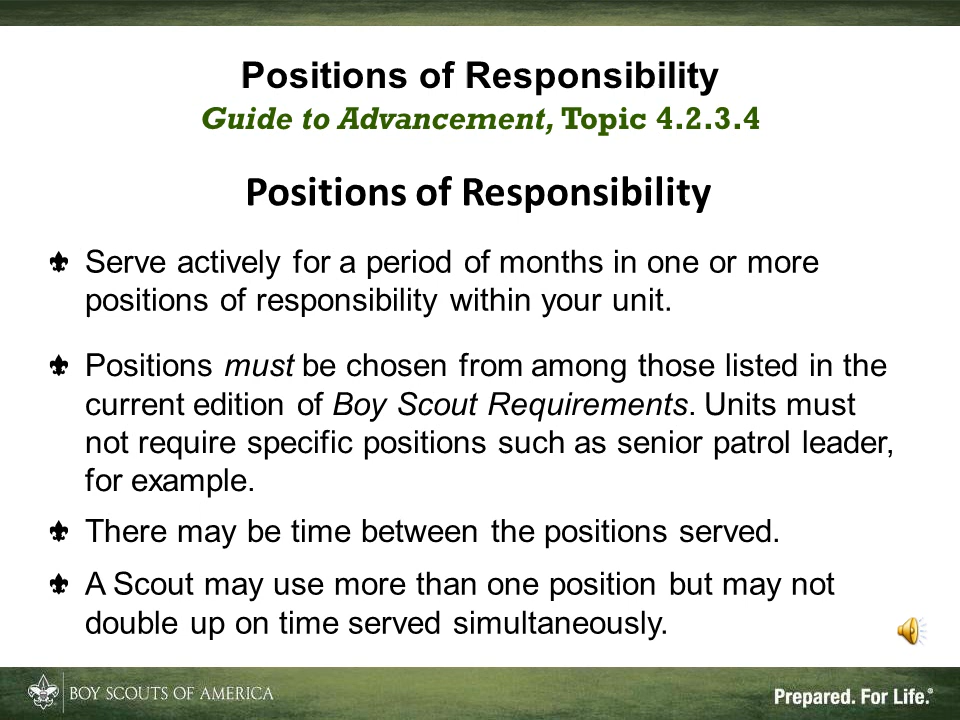 Positions of Responsibility
Guide to Advancement, Topic 4.2.3.4
Positions of Responsibility
Serve actively for a period of months in one or more
positions of responsibility within your unit.
Positions must be chosen from among those listed in the
current edition of Boy Scout Requirements. Units must
not require specific positions such as senior patrol leader,
for example.
There may be time between the positions served.
A Scout may use more than one position but may not
double up on time served simultaneously.
BOY SCOUTS OF AMERICA
Prepared. For Life.®